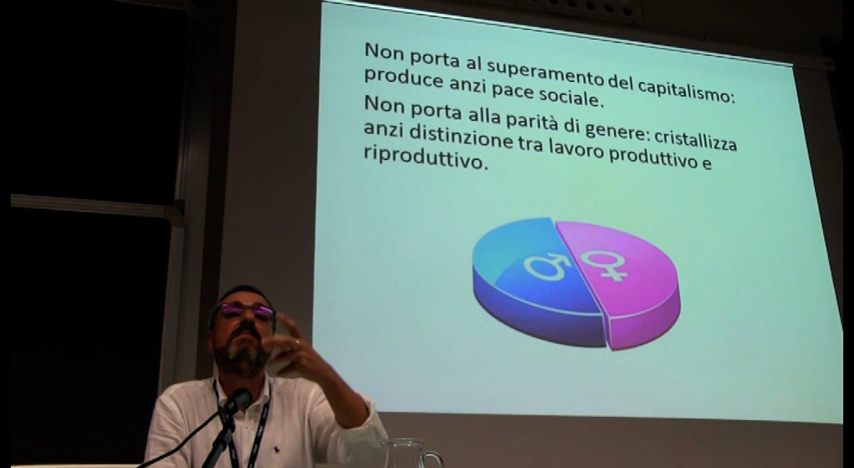 Non porta al superamento del capitalismo:
produce anzi pace sociale.
Non porta alla parità di genere: cristallizza
anzi distinzione tra lavoro produttivo e
riproduttivo.